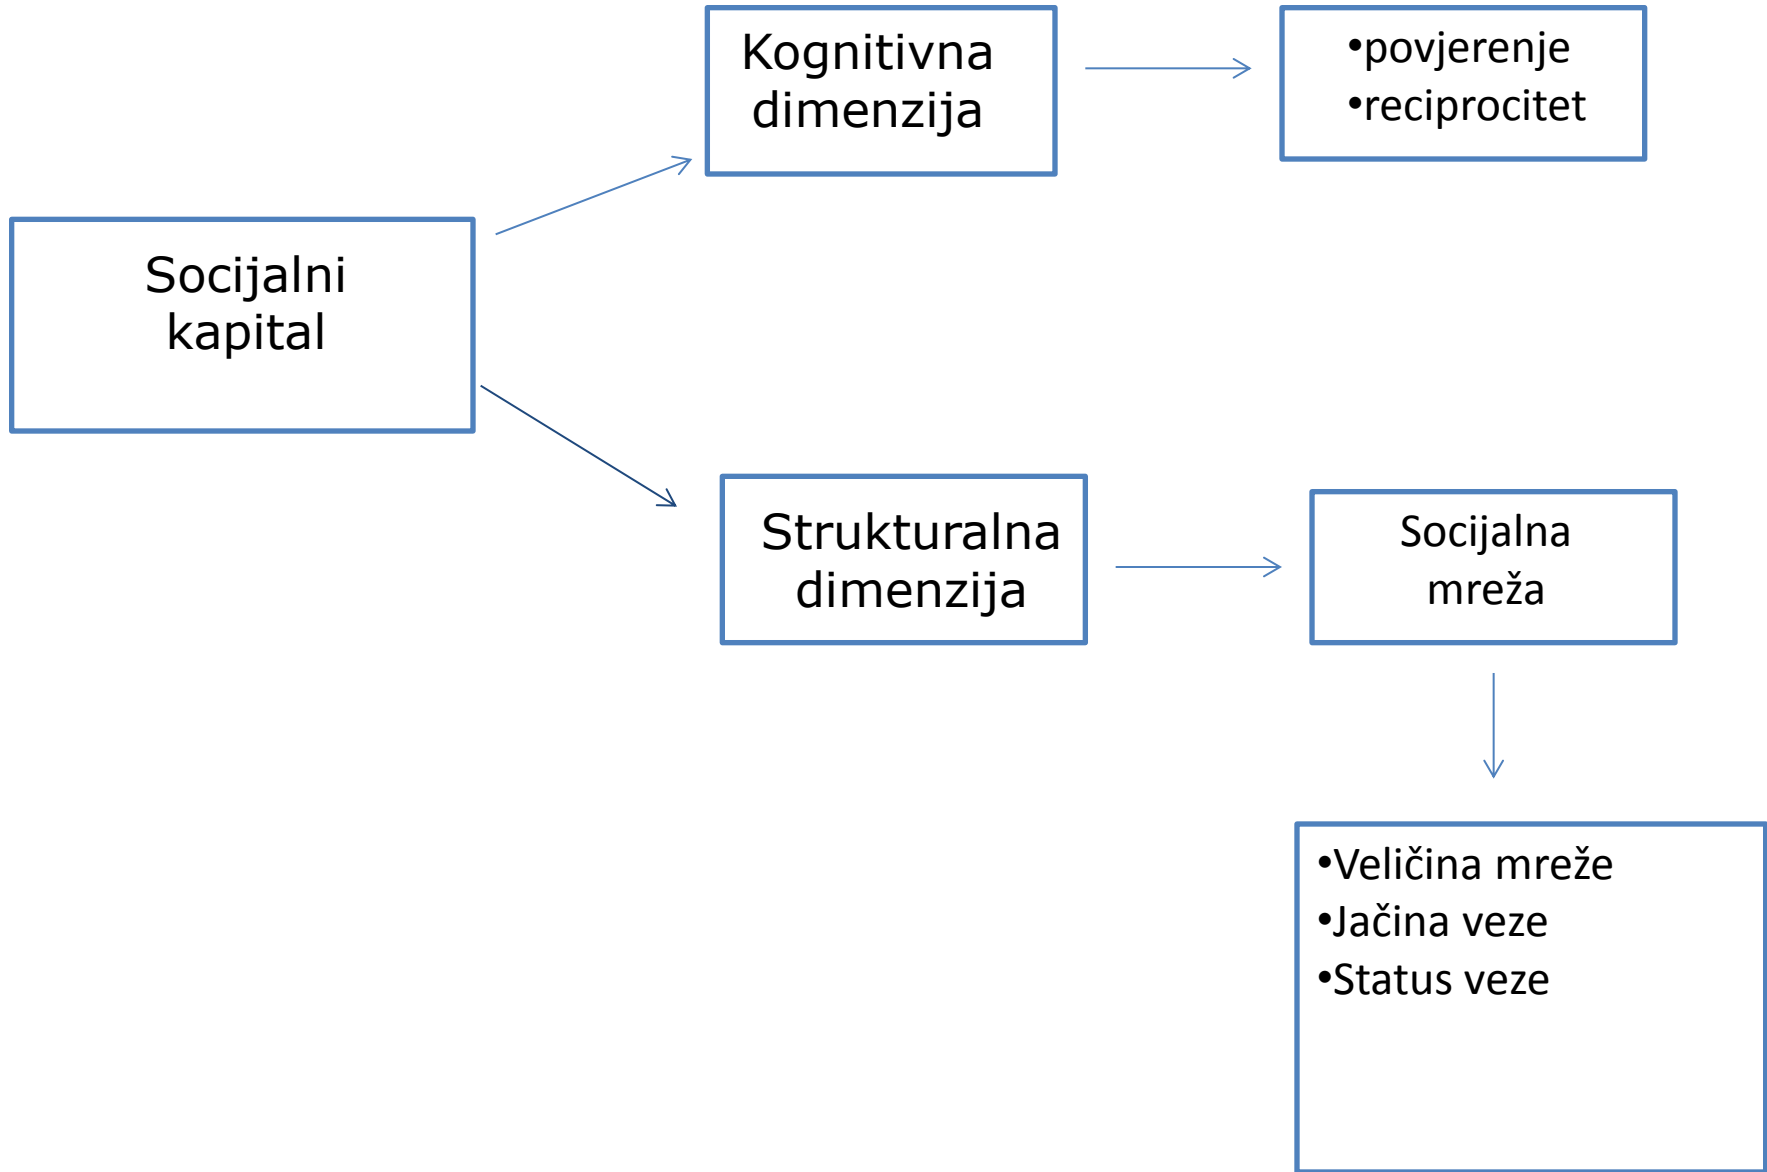 Kognitivna
dimenzija
•povjerenje
•reciprocitet
Socijalni
kapital
Strukturalna
dimenzija
Socijalna
mreža
•Veličina mreže
•Jačina veze
•Status veze